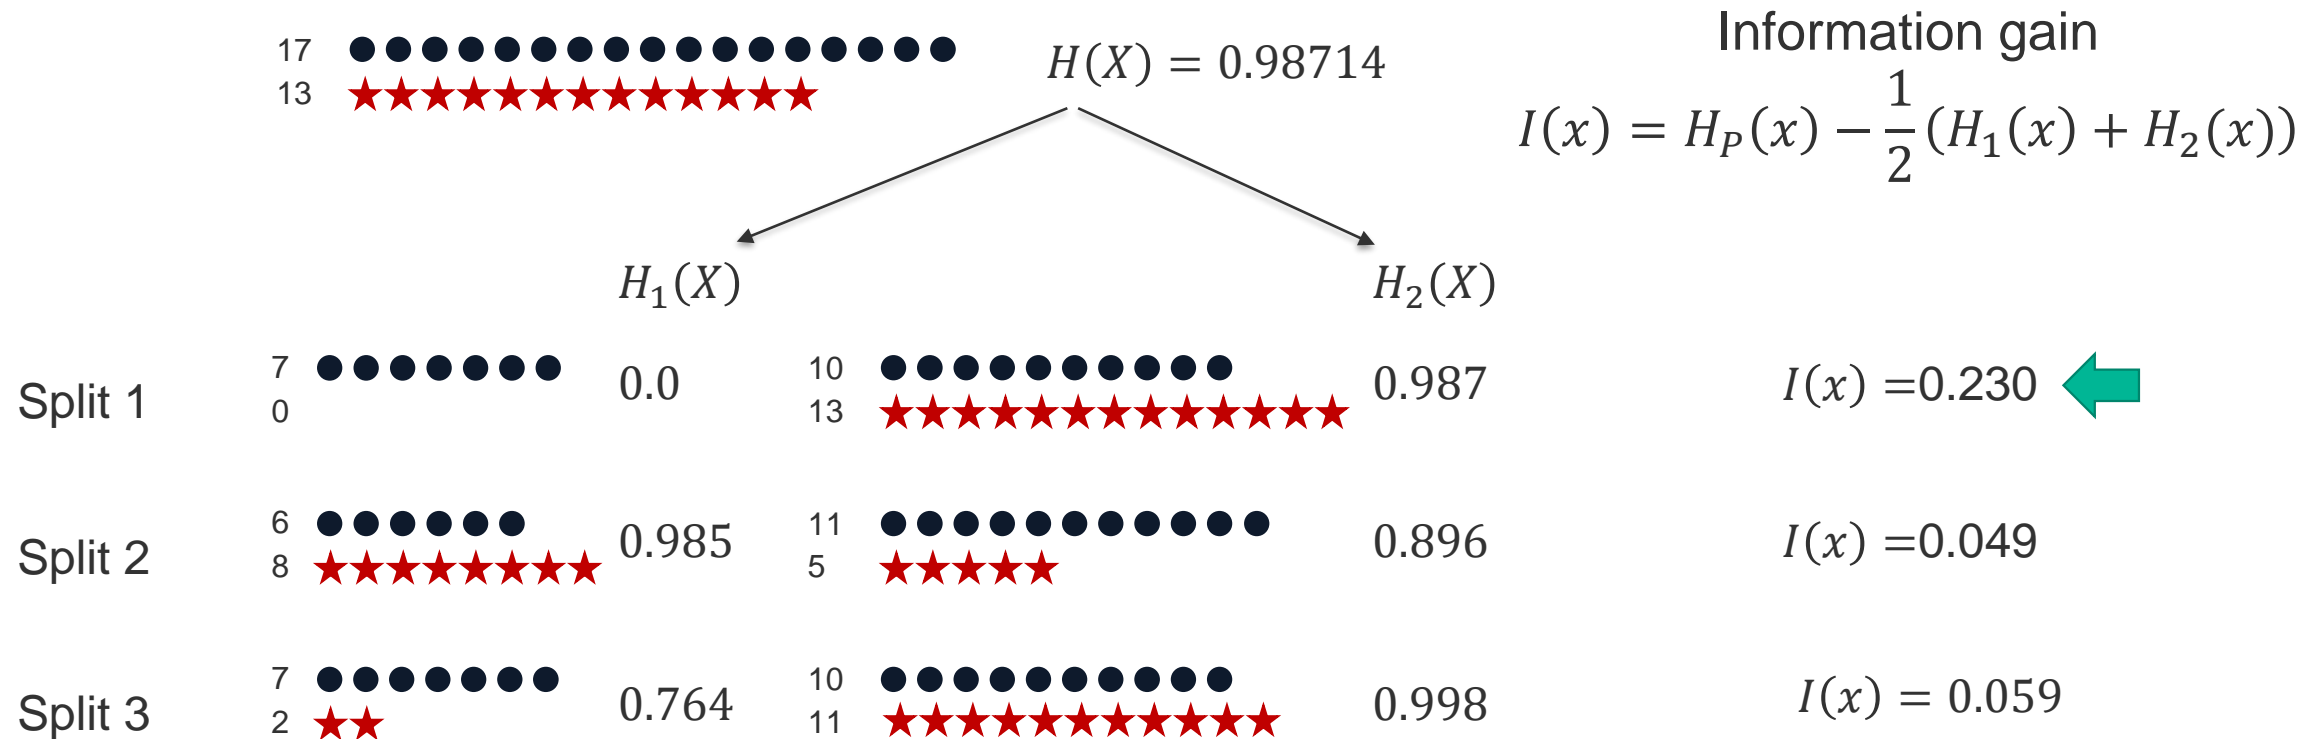 Information gain
17
H(X) = 0.98714
13
I(x) = H_P(x) − 1/2 (H_1(x) + H_2(x))
H_1(X) H_2(X)
Split 1 7 0 0.0 10 13 0.987 I(x) =0.230
Split 2 6 8 0.985 11 5 0.896 I(x) =0.049
Split 3 7 2 0.764 10 11 0.998 I(x) = 0.059